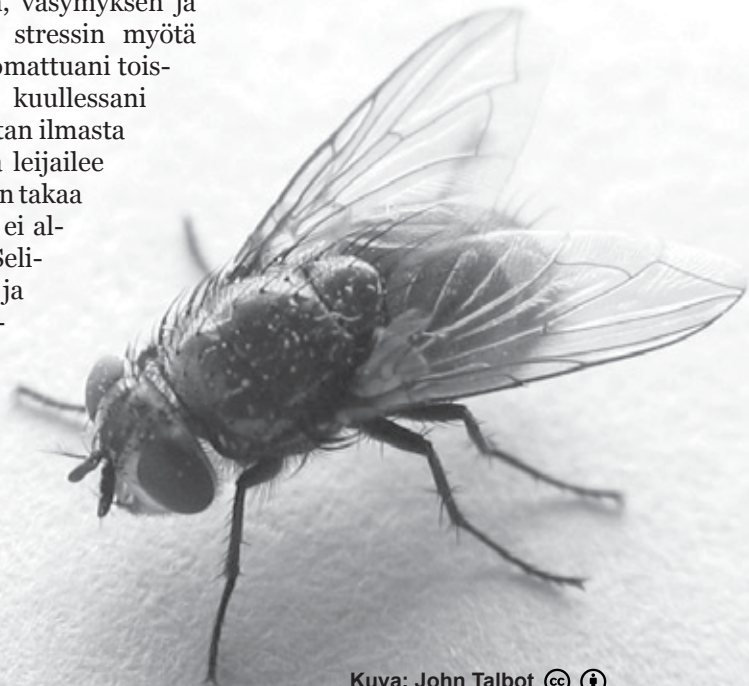 väsymyksen ja
stressin myötä
omattuani tois-
kuullessani
tan ilmasta
leijailee
n takaa
ei al-
Seli-
ja
-
Kuva: John Talbot